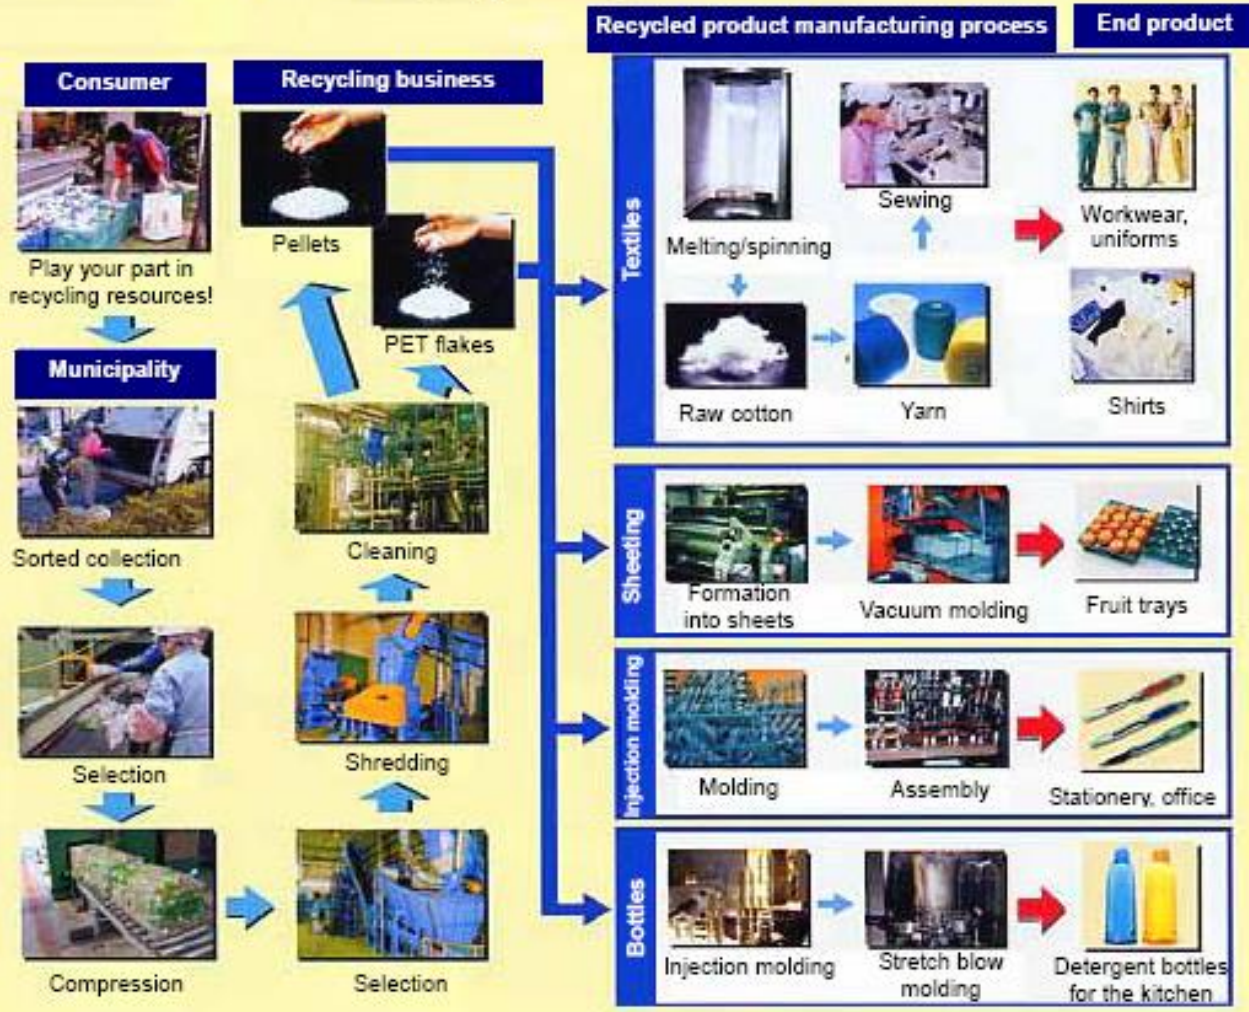 Recycled product manufacturing process
End product
Consumer
Recycling business
Play your part in
recycling resources!
Municipality
Sorted collection
Selection
Compression
Pellets
PET flakes
Cleaning
Shredding
Selection
Textiles
Melting/spinning
Raw cotton
Yarn
Sewing
Workwear,
uniforms
Shirts
Sheeting
Formation
into sheets
Vacuum molding
Fruit trays
Injection molding
Molding
Assembly
Stationery, office
Bottles
Injection molding
Stretch blow
molding
Detergent bottles
for the kitchen